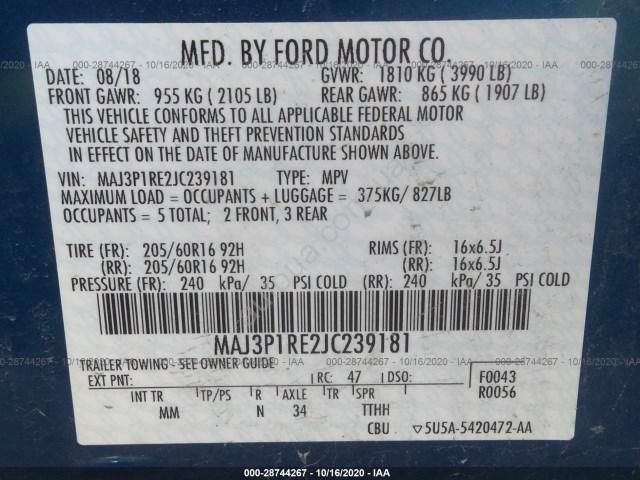 MFD. BY FORD MOTOR CO.
DATE: 08/18 GVWR: 1810 KG ( 3990 LB)
FRONT GAWR: 955 KG ( 2105 LB) REAR GAWR: 865 KG ( 1907 LB)
THIS VEHICLE CONFORMS TO ALL APPLICABLE FEDERAL MOTOR
VEHICLE SAFETY AND THEFT PREVENTION STANDARDS
IN EFFECT ON THE DATE OF MANUFACTURE SHOWN ABOVE.
VIN: MAJ3P1RE2JC239181 TYPE: MPV
MAXIMUM LOAD = OCCUPANTS + LUGGAGE = 375KG/ 827LB
OCCUPANTS = 5 TOTAL; 2 FRONT, 3 REAR
TIRE (FR): 205/60R16 92H RIMS (FR): 16x6.5J
(RR): 205/60R16 92H (RR): 16x6.5J
PRESSURE (FR): 240 kPa/ 35 PSI COLD (RR): 240 kPa/ 35 PSI COLD
MAJ3P1RE2JC239181
TRAILER TOWING - SEE OWNER GUIDE
EXT PNT: RC: 47 DSO: F0043
R0056
INT TR TP/PS R AXLE TR SPR
MM N 34 TTHH
CBU ▽5U5A-5420472-AA
000-28744267 - 10/16/2020 - IAA